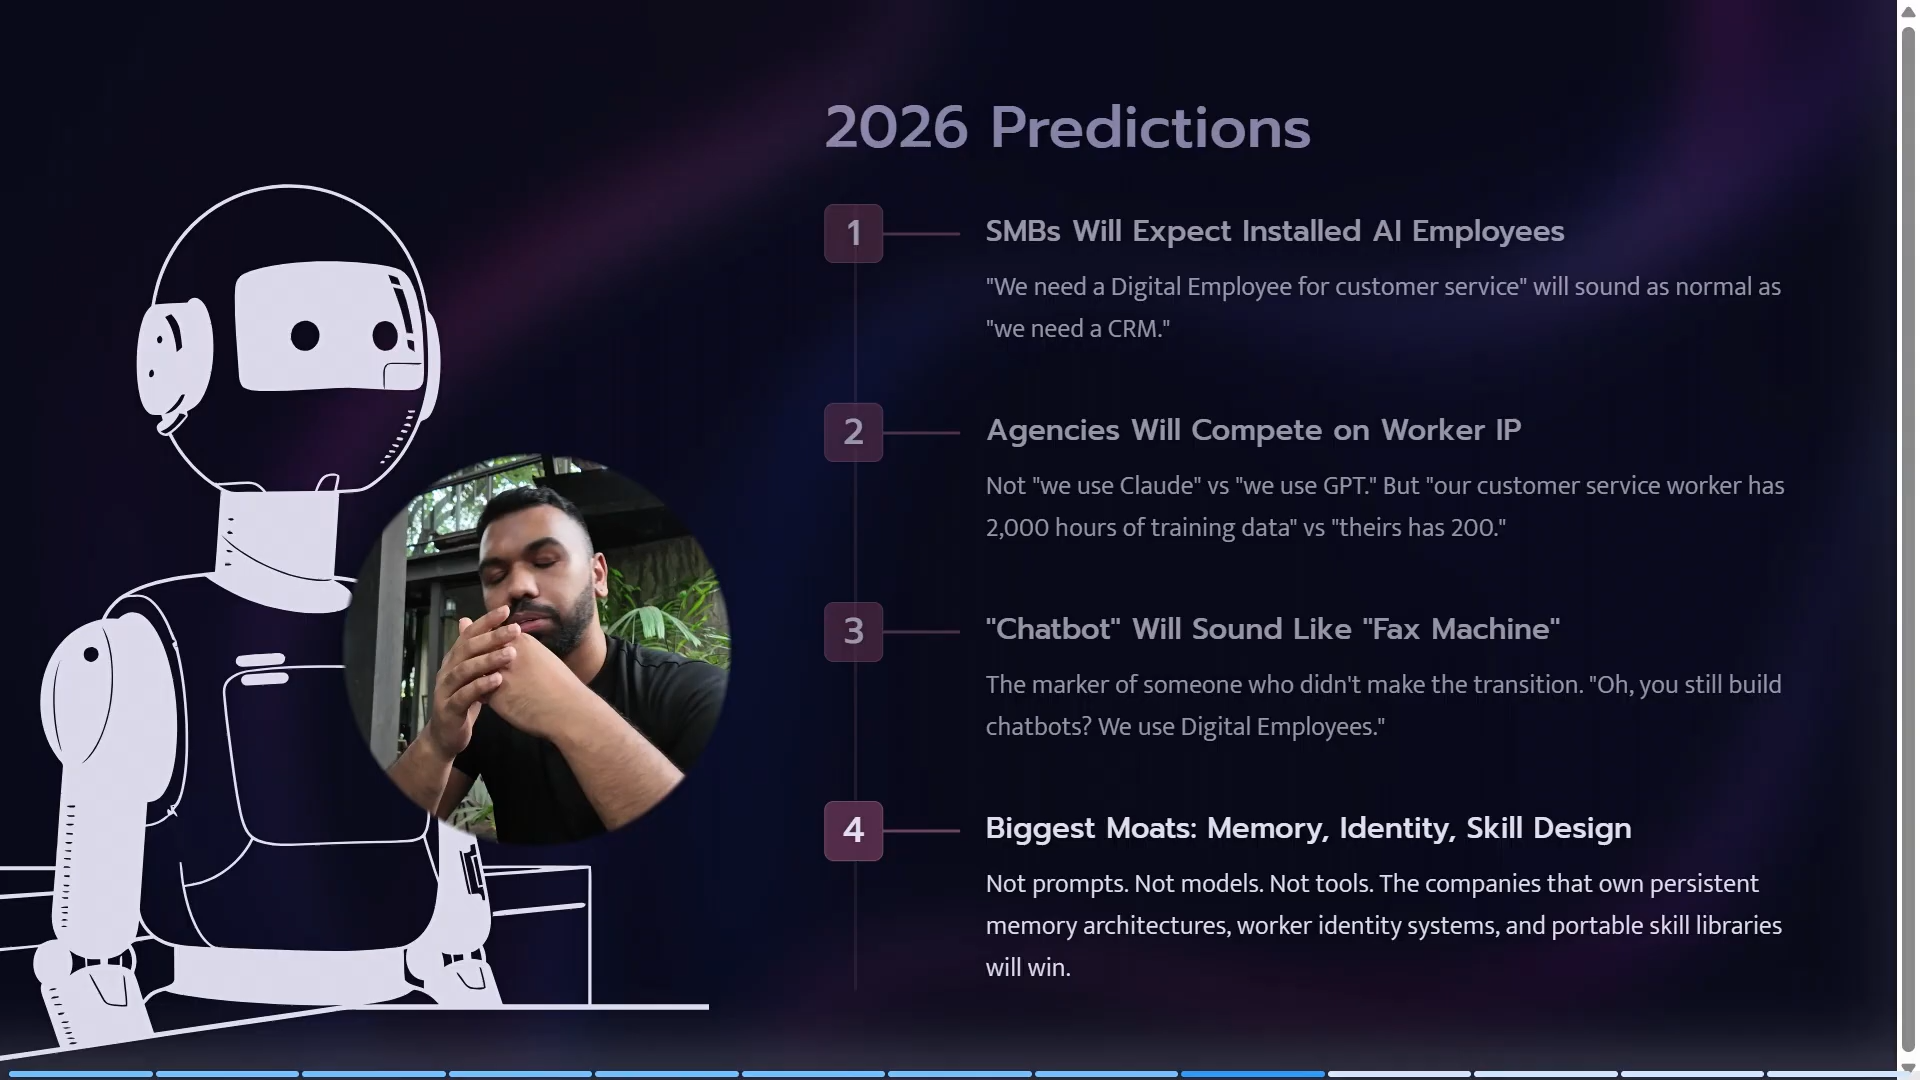 2026 Predictions
1
SMBs Will Expect Installed AI Employees
"We need a Digital Employee for customer service" will sound as normal as
"we need a CRM."
2
Agencies Will Compete on Worker IP
Not "we use Claude" vs "we use GPT." But "our customer service worker has
2,000 hours of training data" vs "theirs has 200."
3
"Chatbot" Will Sound Like "Fax Machine"
The marker of someone who didn't make the transition. "Oh, you still build
chatbots? We use Digital Employees."
4
Biggest Moats: Memory, Identity, Skill Design
Not prompts. Not models. Not tools. The companies that own persistent
memory architectures, worker identity systems, and portable skill libraries
will win.